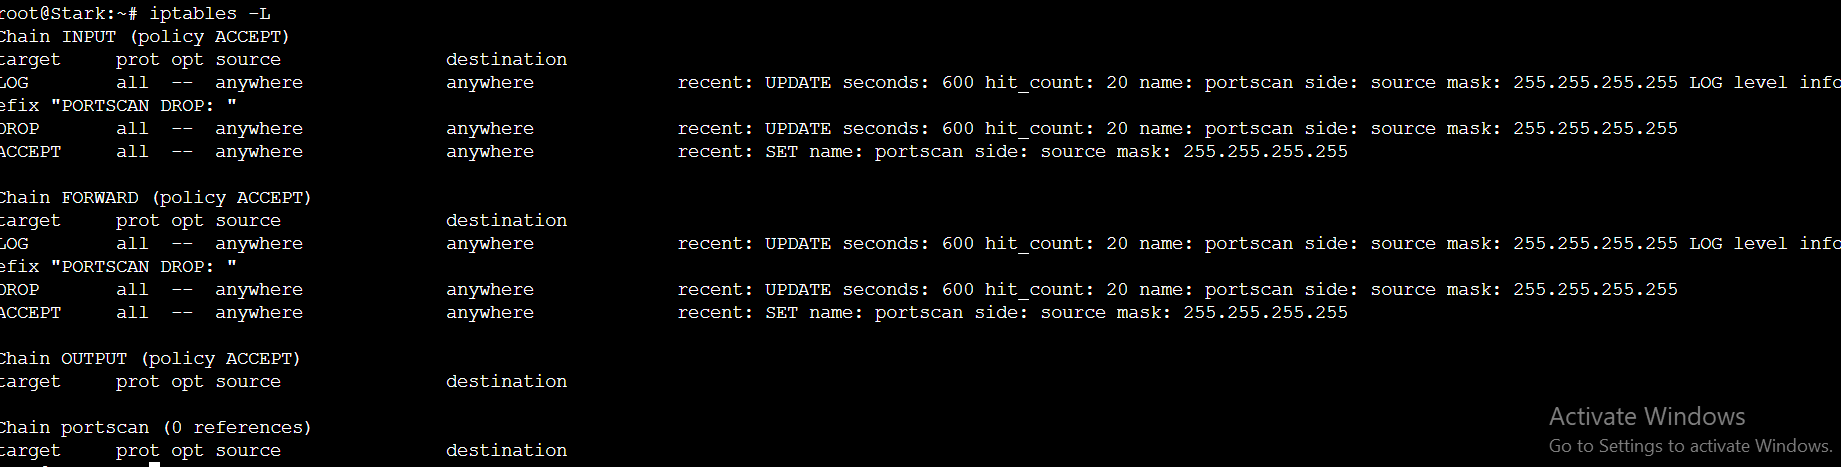 root@Stark:~# iptables -L
Chain INPUT (policy ACCEPT)
target prot opt source destination
LOG all -- anywhere anywhere recent: UPDATE seconds: 600 hit_count: 20 name: portscan side: source mask: 255.255.255.255 LOG level info
efix "PORTSCAN DROP: "
DROP all -- anywhere anywhere recent: UPDATE seconds: 600 hit_count: 20 name: portscan side: source mask: 255.255.255.255
ACCEPT all -- anywhere anywhere recent: SET name: portscan side: source mask: 255.255.255.255
Chain FORWARD (policy ACCEPT)
target prot opt source destination
LOG all -- anywhere anywhere recent: UPDATE seconds: 600 hit_count: 20 name: portscan side: source mask: 255.255.255.255 LOG level info
efix "PORTSCAN DROP: "
DROP all -- anywhere anywhere recent: UPDATE seconds: 600 hit_count: 20 name: portscan side: source mask: 255.255.255.255
ACCEPT all -- anywhere anywhere recent: SET name: portscan side: source mask: 255.255.255.255
Chain OUTPUT (policy ACCEPT)
target prot opt source destination
Chain portscan (0 references)
target prot opt source destination
Activate Windows
Go to Settings to activate Windows.